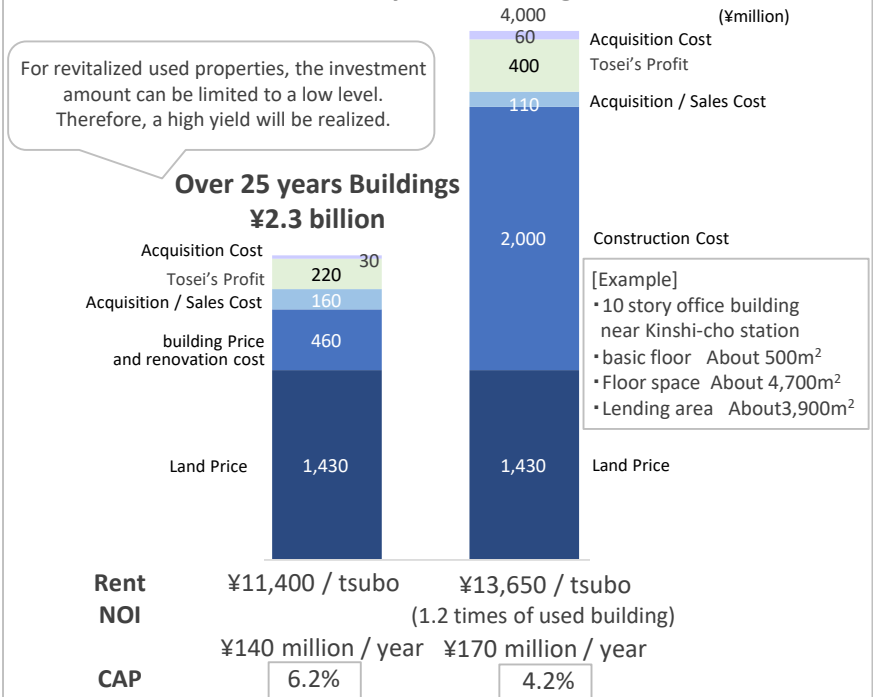 4,000
(¥million)
60
Acquisition Cost
400
Tosei's Profit
110
Acquisition / Sales Cost
2,000
Construction Cost
1,430
Land Price
For revitalized used properties, the investment
amount can be limited to a low level.
Therefore, a high yield will be realized.
Over 25 years Buildings
¥2.3 billion
Acquisition Cost
30
Tosei's Profit
220
Acquisition / Sales Cost
160
building Price
and renovation cost
460
Land Price
1,430
[Example]
・10 story office building
near Kinshi-cho station
・basic floor About 500m²
・Floor space About 4,700m²
・Lending area About3,900m²
Rent ¥11,400 / tsubo ¥13,650 / tsubo
NOI (1.2 times of used building)
¥140 million / year ¥170 million / year
CAP 6.2% 4.2%